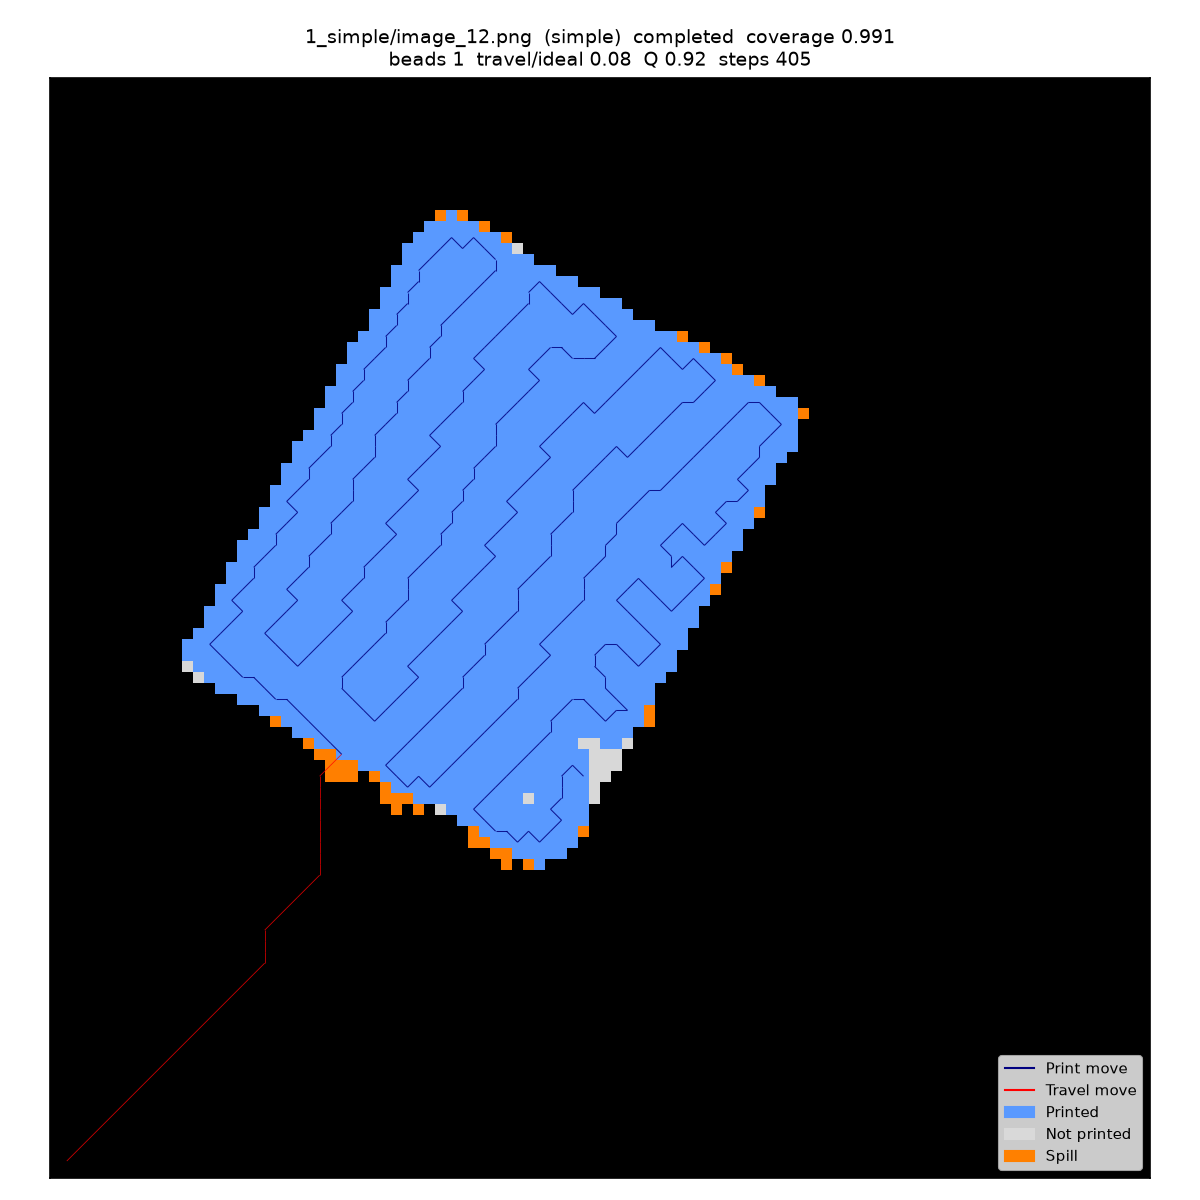 1_simple/image_12.png  (simple)  completed  coverage 0.991
beads 1  travel/ideal 0.08  Q 0.92  steps 405
Print move
Travel move
Printed
Not printed
Spill